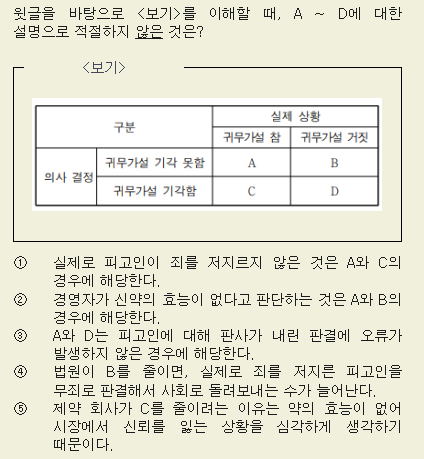 윗글을 바탕으로 <보기>를 이해할 때, A ~ D에 대한
설명으로 적절하지 않은 것은?
<보기>
구분 실제 상황
귀무가설 참 귀무가설 거짓
의사 결정 귀무가설 기각 못함 A B
귀무가설 기각함 C D
① 실제로 피고인이 죄를 저지르지 않은 것은 A와 C의
경우에 해당한다.
② 경영자가 신약의 효능이 없다고 판단하는 것은 A와 B의
경우에 해당한다.
③ A와 D는 피고인에 대해 판사가 내린 판결에 오류가
발생하지 않은 경우에 해당한다.
④ 법원이 B를 줄이면, 실제로 죄를 저지른 피고인을
무죄로 판결해서 사회로 돌려보내는 수가 늘어난다.
⑤ 제약 회사가 C를 줄이려는 이유는 약의 효능이 없어
시장에서 신뢰를 잃는 상황을 심각하게 생각하기
때문이다.